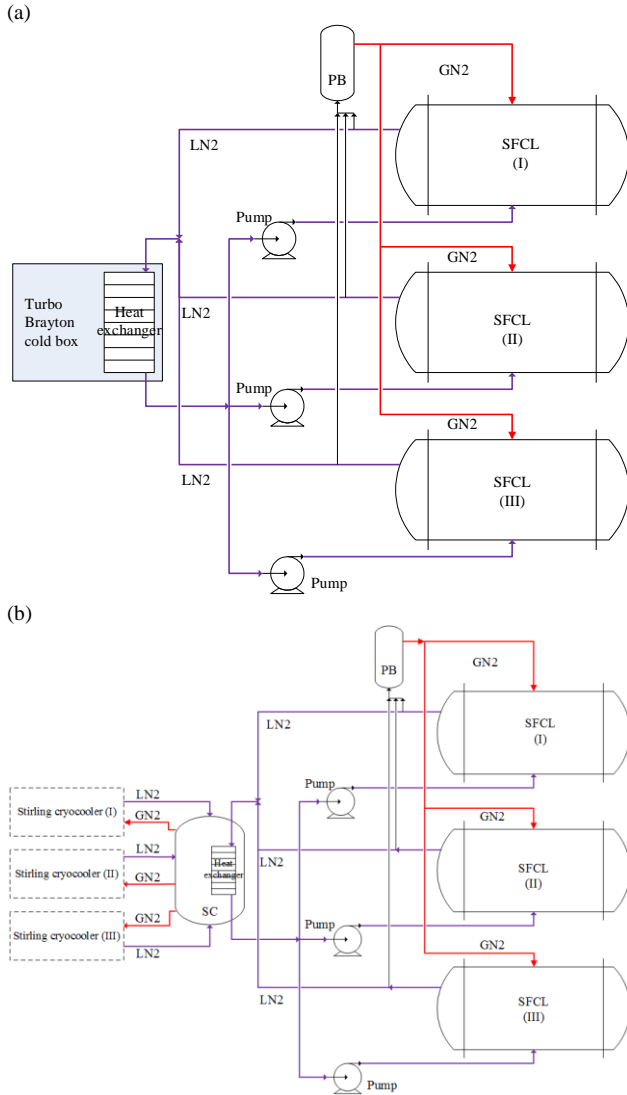 (a)
PB
GN2
SFCL
(I)
LN2
Pump
GN2
Turbo
Brayton
cold box
Heat
exchanger
LN2
SFCL
(II)
Pump
GN2
LN2
SFCL
(III)
Pump
(b)
PB
GN2
LN2
SFCL
(I)
LN2
Stirling cryocooler (I)
GN2
Pump
LN2
GN2
Stirling cryocooler (II)
Heat
exchanger
LN2
SFCL
(II)
GN2
SC
Pump
GN2
Stirling cryocooler (III)
LN2
GN2
LN2
SFCL
(III)
Pump